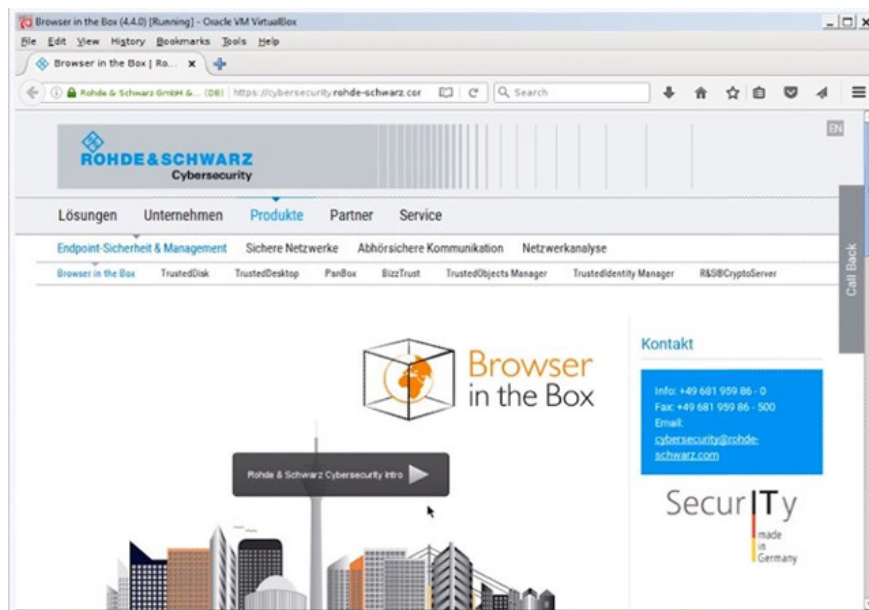 Browser in the Box (4.4.0) [Running] - Oracle VM VirtualBox
File Edit View History Bookmarks Tools Help
Browser in the Box | Ro...
Rohde & Schwarz GmbH &... (DE) https://cybersecurity.rohde-schwarz.com Search
EN
ROHDE&SCHWARZ
Cybersecurity
Lösungen Unternehmen Produkte Partner Service
Endpoint-Sicherheit & Management Sichere Netzwerke Abhörsichere Kommunikation Netzwerkanalyse
Browser in the Box TrustedDisk TrustedDesktop PanBox BizzTrust TrustedObjects Manager TrustedIdentity Manager R&S®CryptoServer
Call Back
Browser
in the Box
Kontakt
Info: +49 681 959 86 - 0
Fax: +49 681 959 86 - 500
Email:
cybersecurity@rohde-
schwarz.com
Rohde & Schwarz Cybersecurity Intro
SecurITy
made
in
Germany